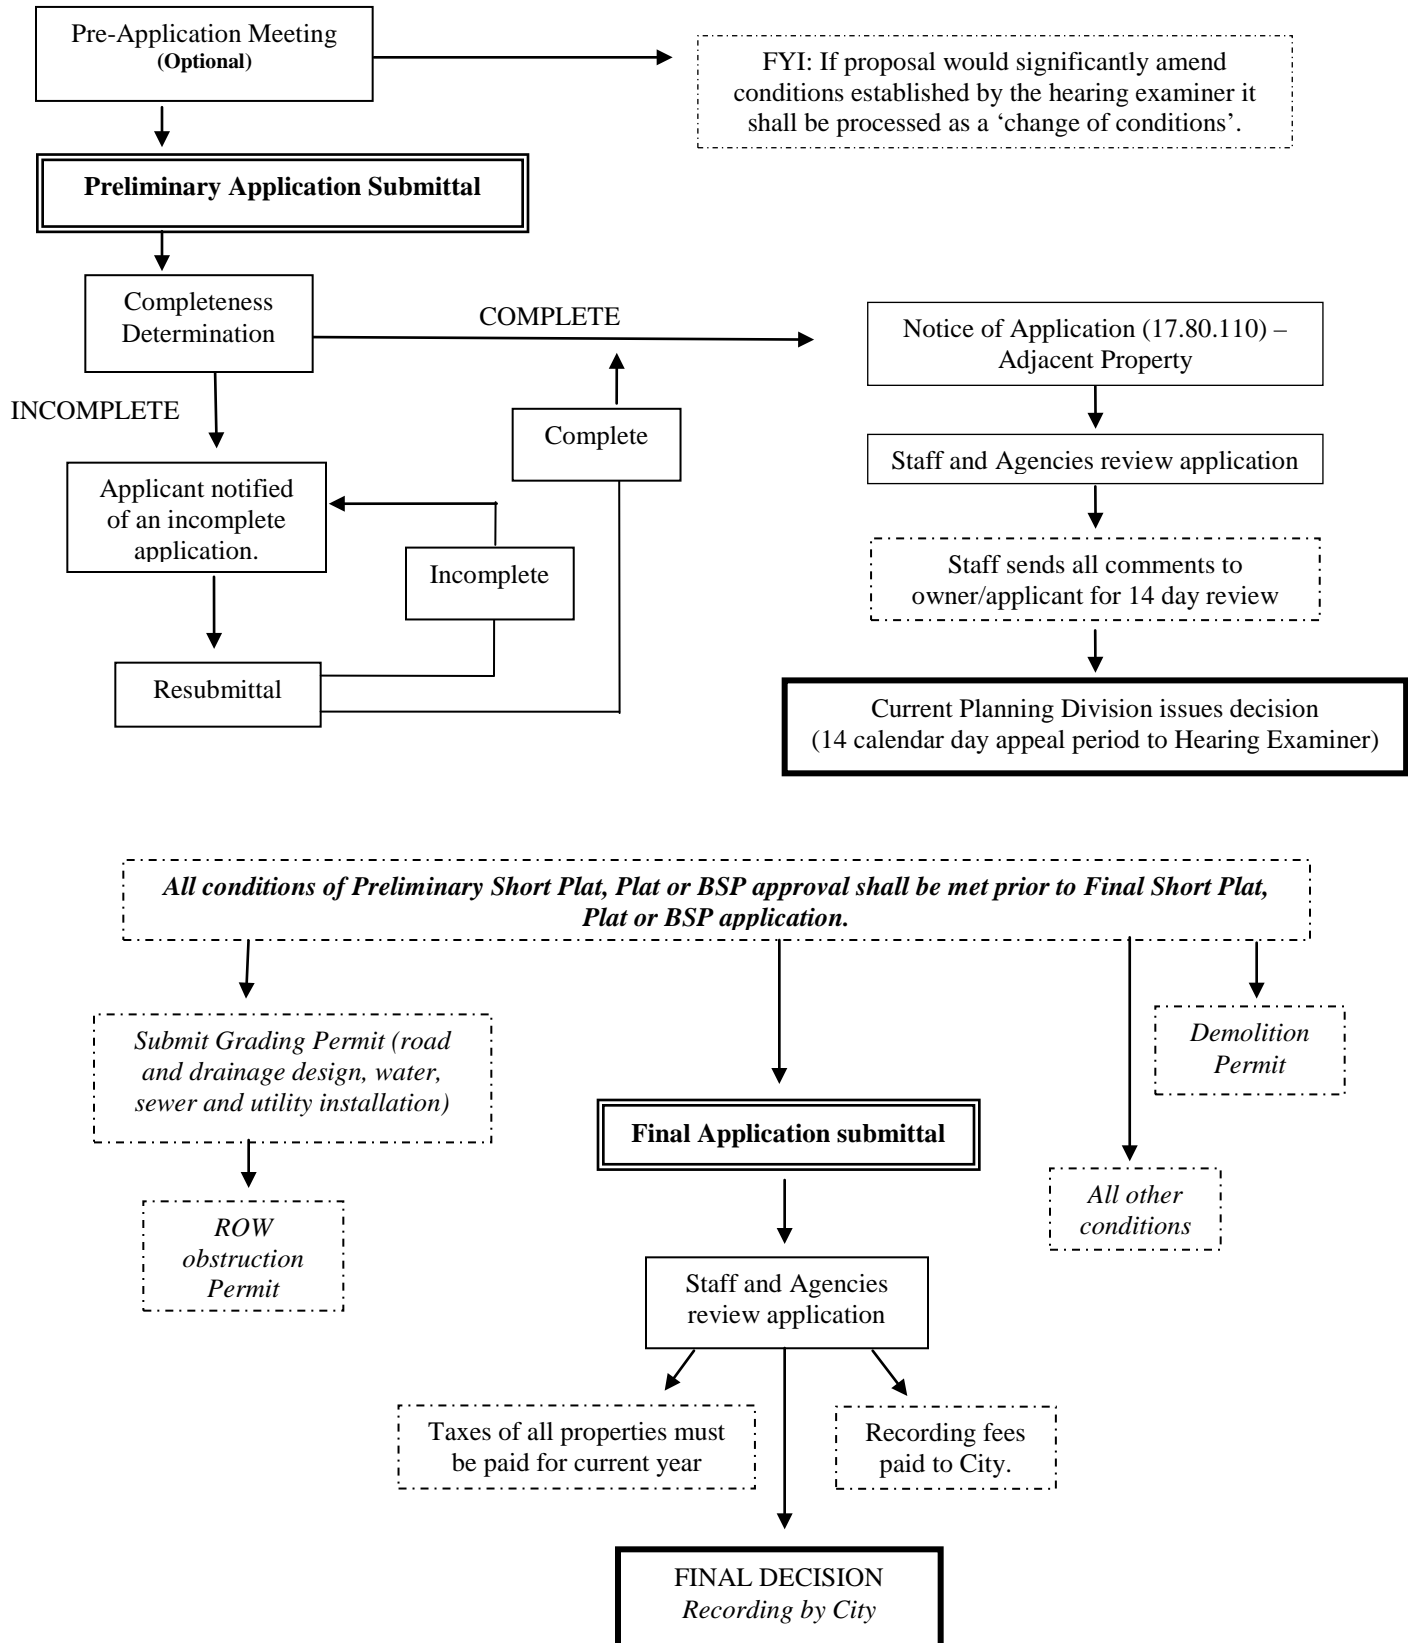 Pre-Application Meeting
(Optional)
FYI: If proposal would significantly amend
conditions established by the hearing examiner it
shall be processed as a ‘change of conditions’.
Preliminary Application Submittal
Completeness
Determination
COMPLETE
Notice of Application (17.80.110) –
Adjacent Property
INCOMPLETE
Complete
Staff and Agencies review application
Applicant notified
of an incomplete
application.
Incomplete
Staff sends all comments to
owner/applicant for 14 day review
Resubmittal
Current Planning Division issues decision
(14 calendar day appeal period to Hearing Examiner)
All conditions of Preliminary Short Plat, Plat or BSP approval shall be met prior to Final Short Plat,
Plat or BSP application.
Submit Grading Permit (road
and drainage design, water,
sewer and utility installation)
Demolition
Permit
Final Application submittal
All other
conditions
ROW
obstruction
Permit
Staff and Agencies
review application
Taxes of all properties must
be paid for current year
Recording fees
paid to City.
FINAL DECISION
Recording by City